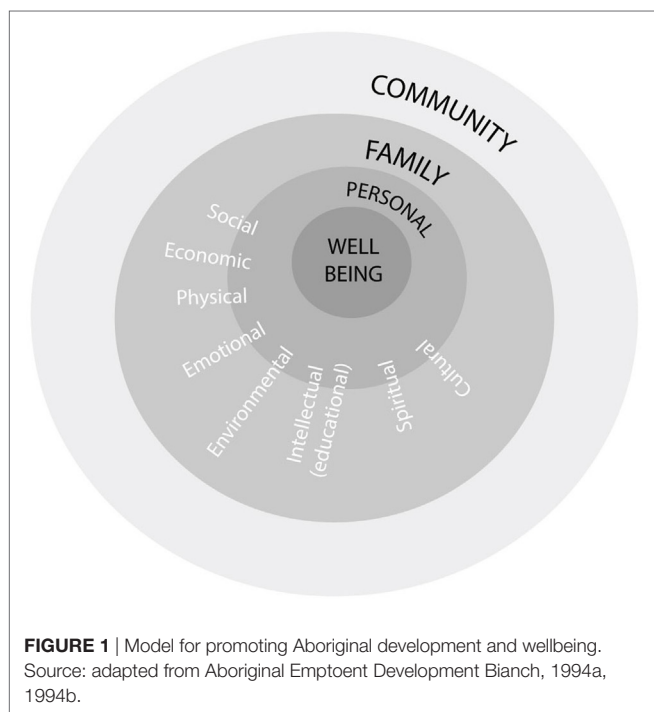 COMMUNITY
FAMILY
PERSONAL
WELL
BEING
Social
Economic
Physical
Emotional
Environmental
Intellectual
(educational)
Spiritual
Cultural
FIGURE 1 | Model for promoting Aboriginal development and wellbeing.
Source: adapted from Aboriginal Emptoent Development Bianch, 1994a,
1994b.